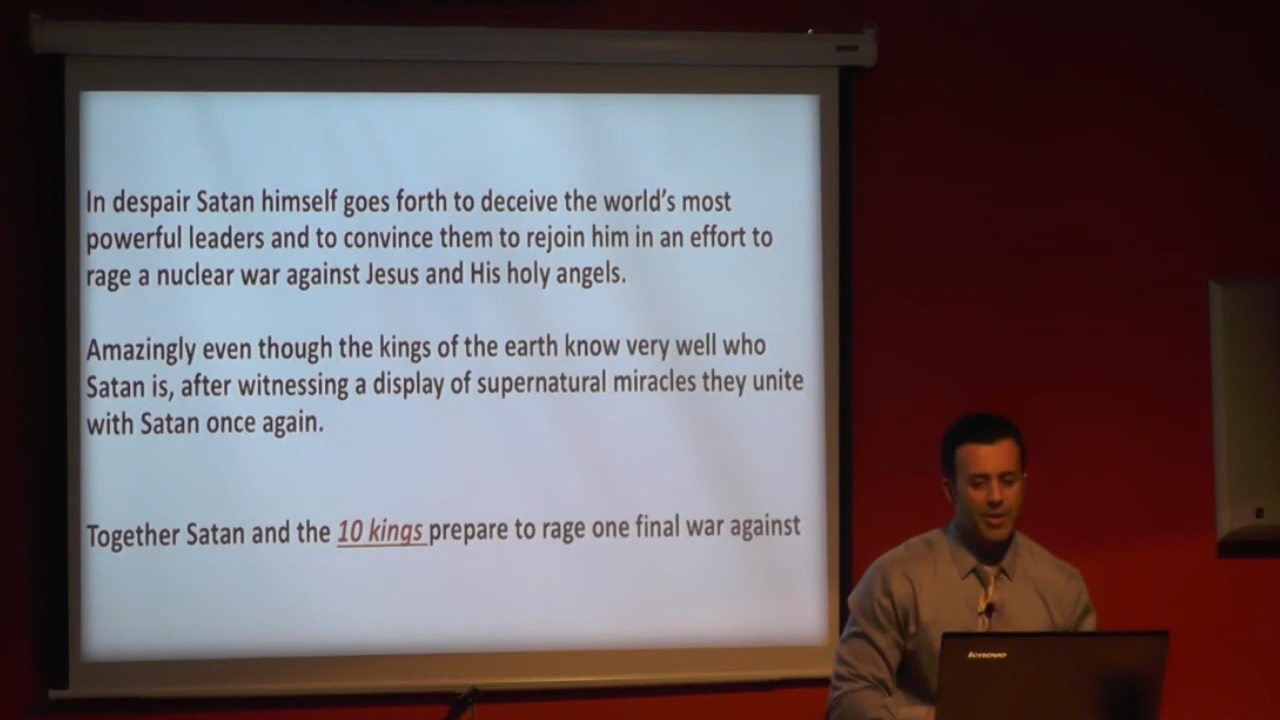 In despair Satan himself goes forth to deceive the world's most
powerful leaders and to convince them to rejoin him in an effort to
rage a nuclear war against Jesus and His holy angels.
Amazingly even though the kings of the earth know very well who
Satan is, after witnessing a display of supernatural miracles they unite
with Satan once again.
Together Satan and the 10 kings prepare to rage one final war against
lenovo